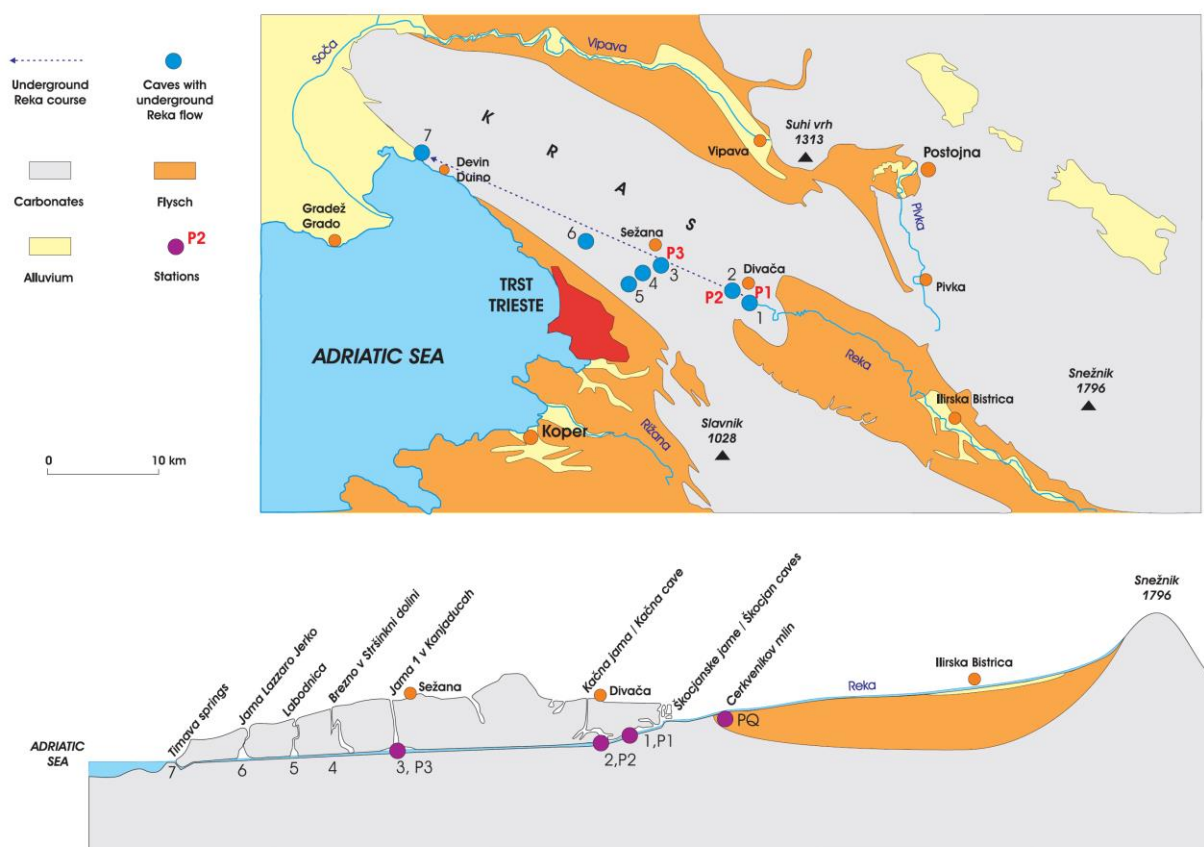 Underground
Reka course
Caves with
underground
Reka flow
Carbonates
Flysch
Alluvium
P2
Stations
0
10 km
Soča
Vipava
Suhi vrh
1313
Vipava
Postojna
Pivka
Pivka
K
R
A
S
7
Devin
Duino
Gradež
Grado
6
Sežana
P3
3
4
5
2
P2
Divača
P1
1
TRST
TRIESTE
ADRIATIC SEA
Reka
Snežnik
1796
Ilirska Bistrica
Slavnik
1028
Koper
Rižana
Snežnik
1796
Timava springs
Jama Lazzaro Jerko
Labodnica
Brezno v Stršinkni dolini
Jama 1 v Kanjaducah
Sežana
Kačna jama / Kačna cave
Divača
Škocjanske jame / Škocjan caves
Cerkvenikov mlin
Reka
Ilirska Bistrica
PQ
1,P1
2,P2
3, P3
4
5
6
7
ADRIATIC
SEA